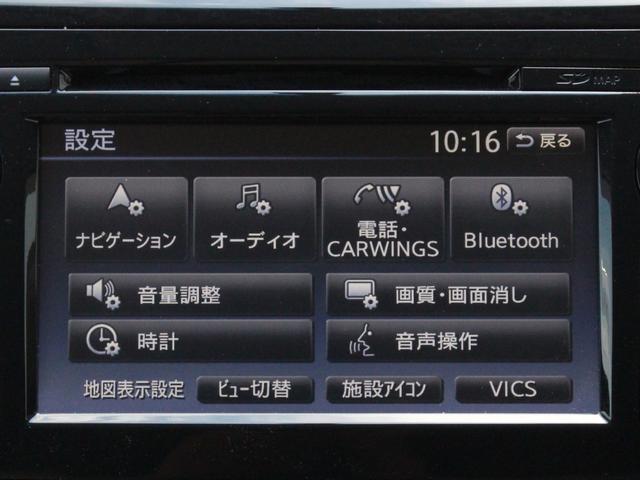 SD MAP
設定
10:16
戻る
ナビゲーション
オーディオ
電話・
CARWINGS
Bluetooth
音量調整
画質・画面消し
時計
音声操作
地図表示設定
ビュー切替
施設アイコン
VICS